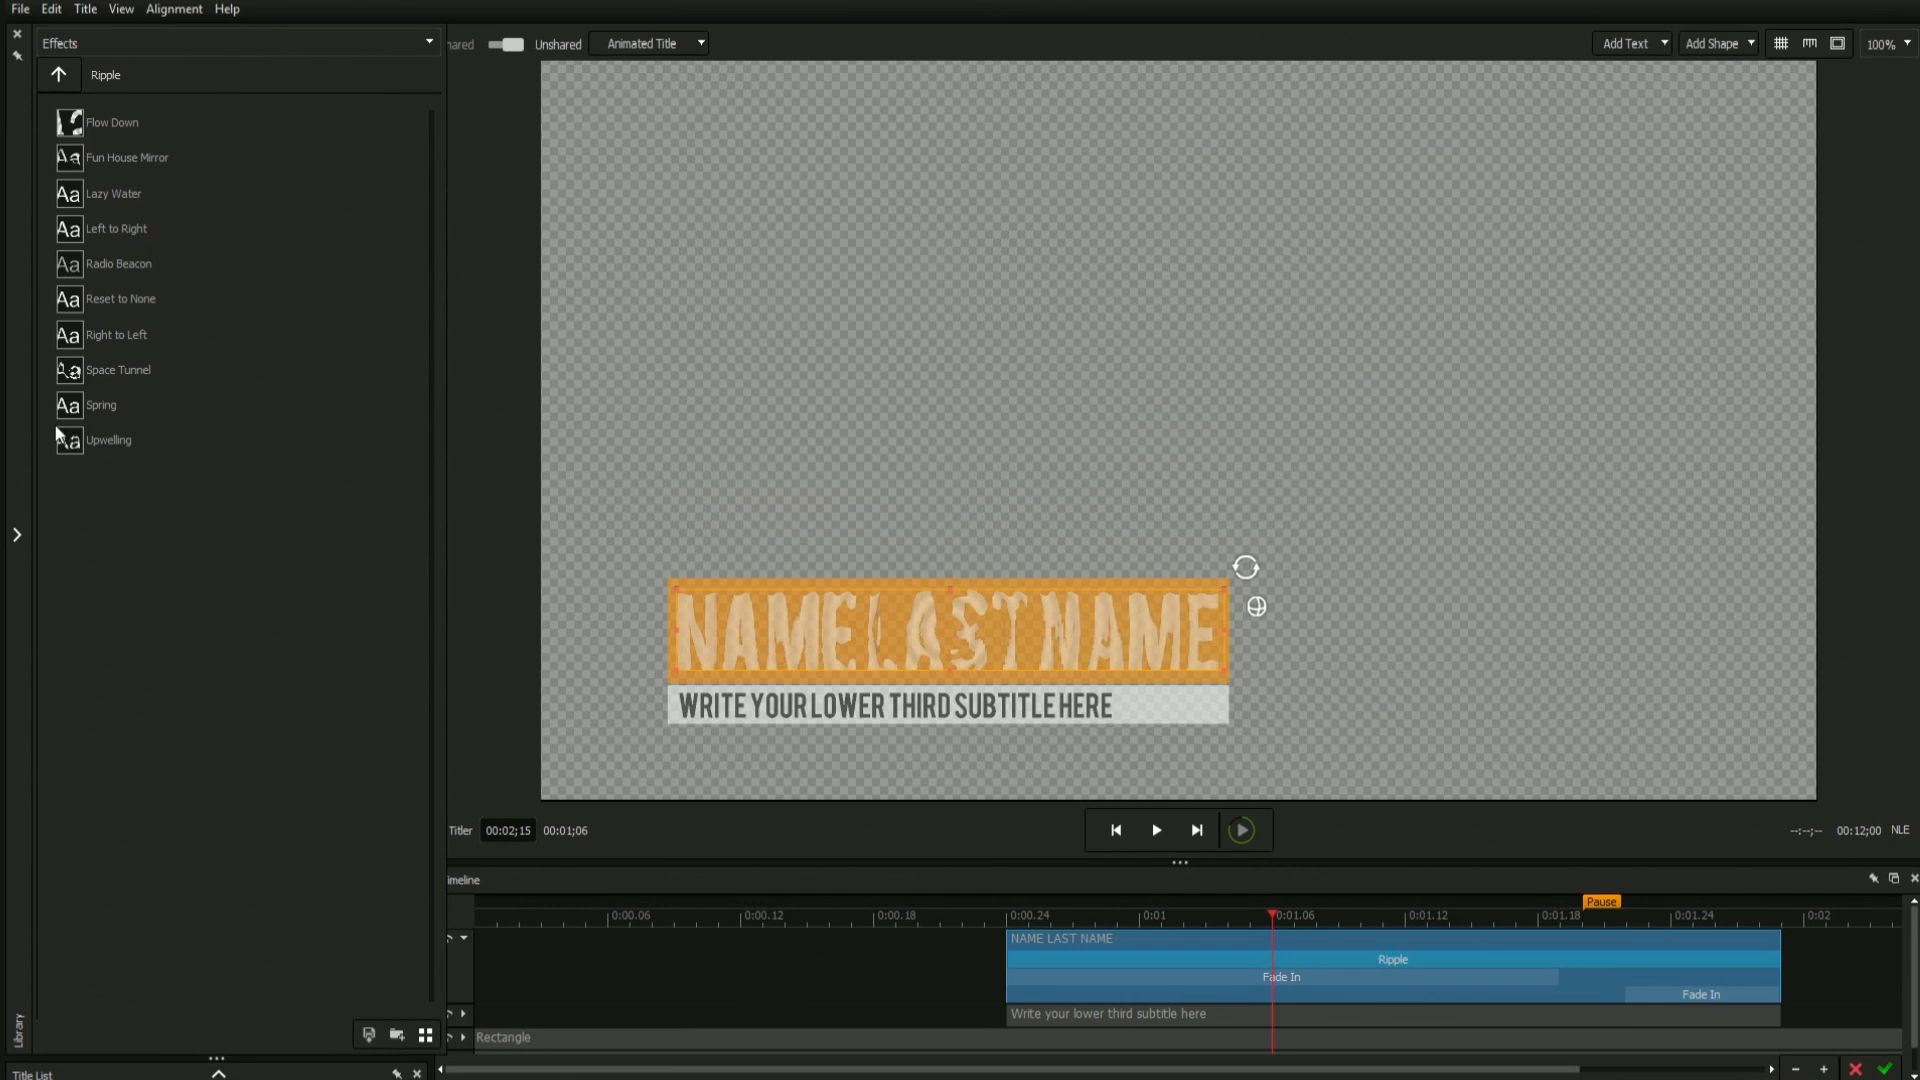 File Edit Title View Alignment Help
Effects
Unshared Animated Title Add Text Add Shape 100%
Ripple
Flow Down
Fun House Mirror
Lazy Water
Left to Right
Radio Beacon
Reset to None
Right to Left
Space Tunnel
Spring
Upwelling
NAME LAST NAME
WRITE YOUR LOWER THIRD SUBTITLE HERE
Titler 00:02;15 00:01;06 --:--;-- 00:12;00 NLE
imeline
Pause
0:00.06 0:00.12 0:00.18 0:00.24 0:01 0:01.06 0:01.12 0:01.18 0:01.24 0:02
NAME LAST NAME
Ripple
Fade In
Fade In
Write your lower third subtitle here
Rectangle
Library
Title List